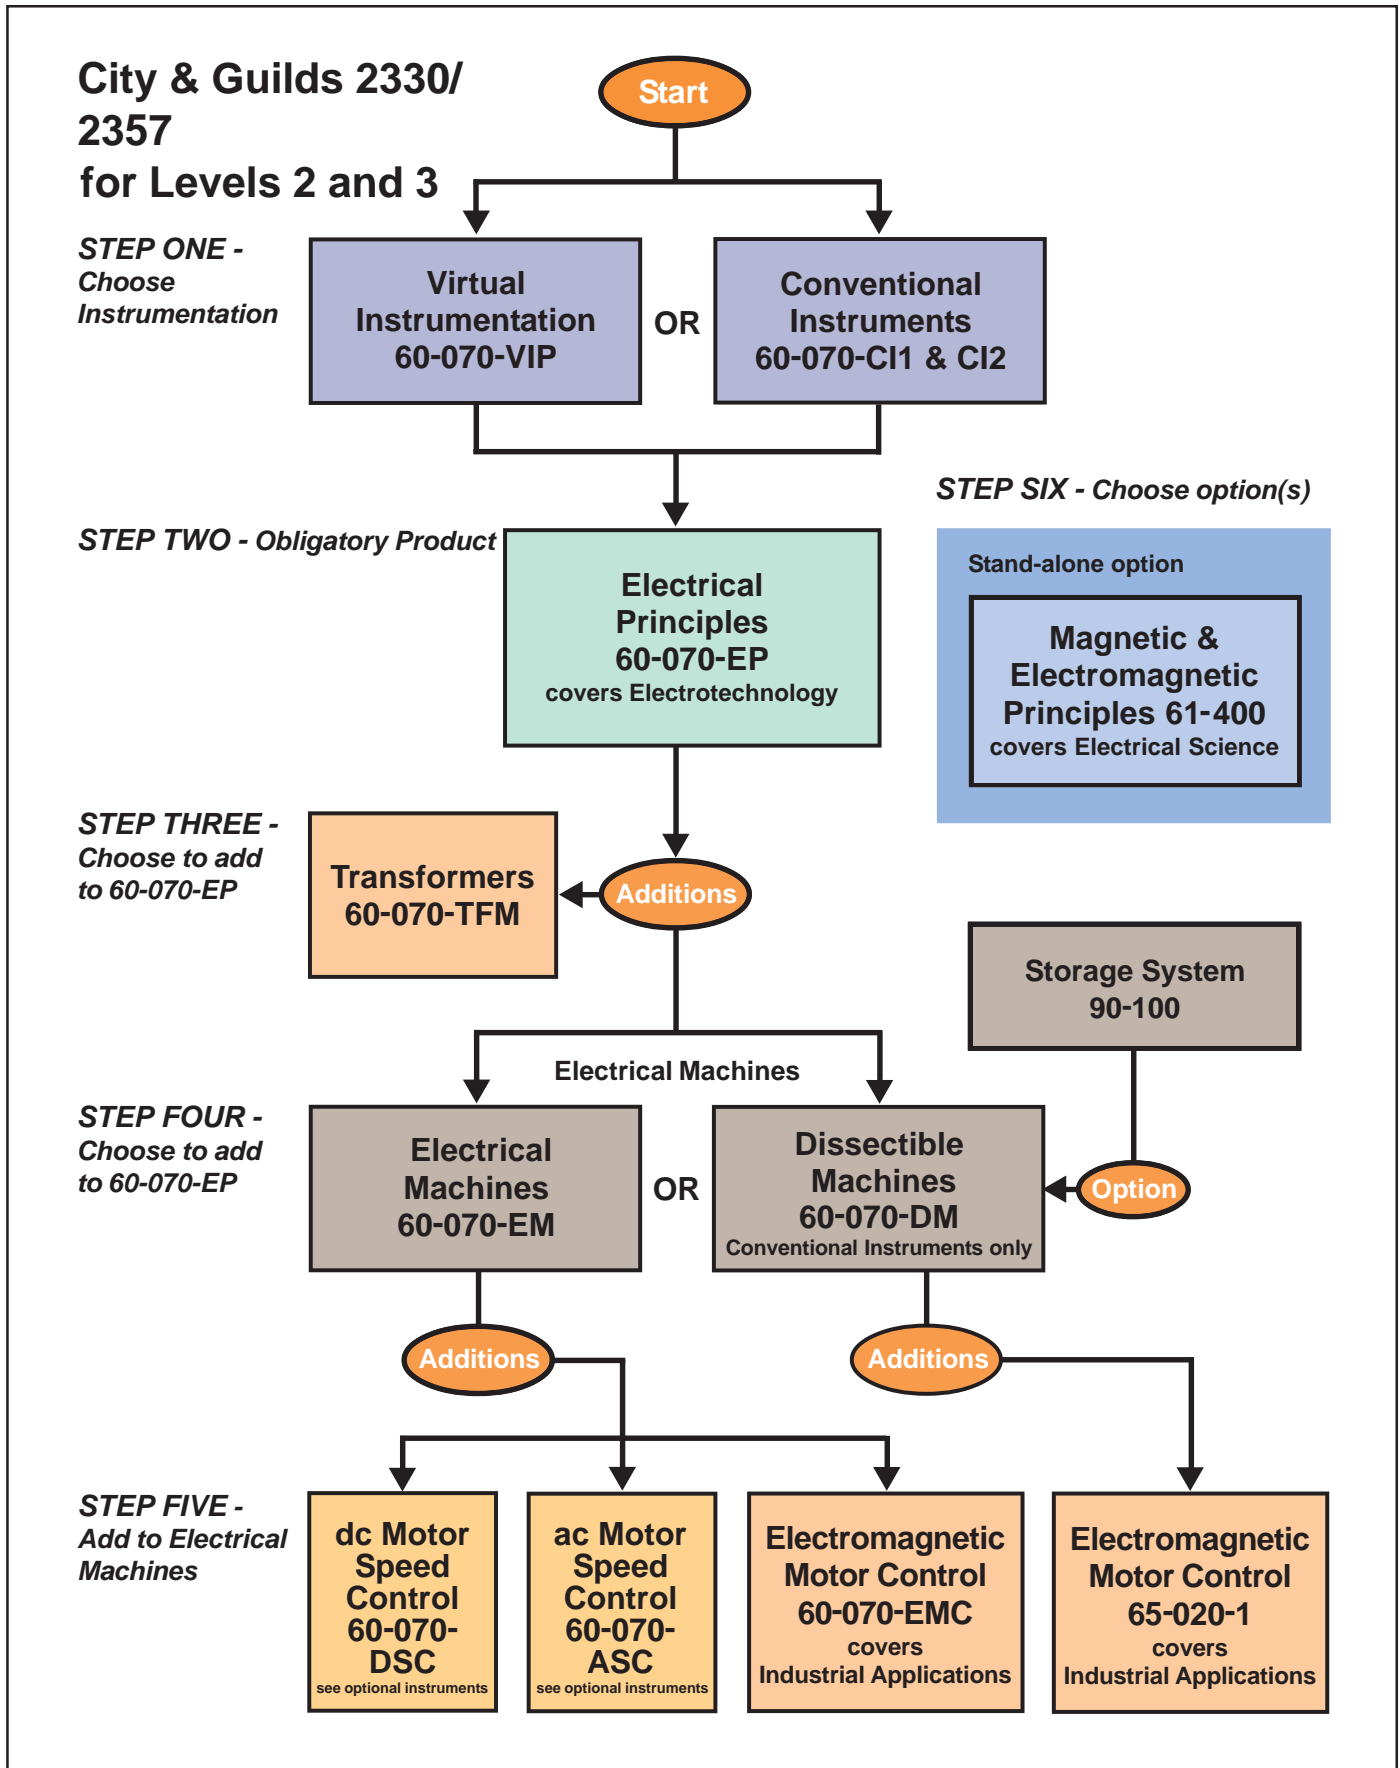 City & Guilds 2330/
2357
for Levels 2 and 3
Start
STEP ONE -
Choose
Instrumentation
Virtual
Instrumentation
60-070-VIP
OR
Conventional
Instruments
60-070-CI1 & CI2
STEP TWO - Obligatory Product
Electrical
Principles
60-070-EP
covers Electrotechnology
STEP SIX - Choose option(s)
Stand-alone option
Magnetic &
Electromagnetic
Principles 61-400
covers Electrical Science
STEP THREE -
Choose to add
to 60-070-EP
Transformers
60-070-TFM
Additions
Storage System
90-100
Electrical Machines
STEP FOUR -
Choose to add
to 60-070-EP
Electrical
Machines
60-070-EM
OR
Dissectible
Machines
60-070-DM
Conventional Instruments only
Option
Additions
Additions
STEP FIVE -
Add to Electrical
Machines
dc Motor
Speed
Control
60-070-
DSC
see optional instruments
ac Motor
Speed
Control
60-070-
ASC
see optional instruments
Electromagnetic
Motor Control
60-070-EMC
covers
Industrial Applications
Electromagnetic
Motor Control
65-020-1
covers
Industrial Applications